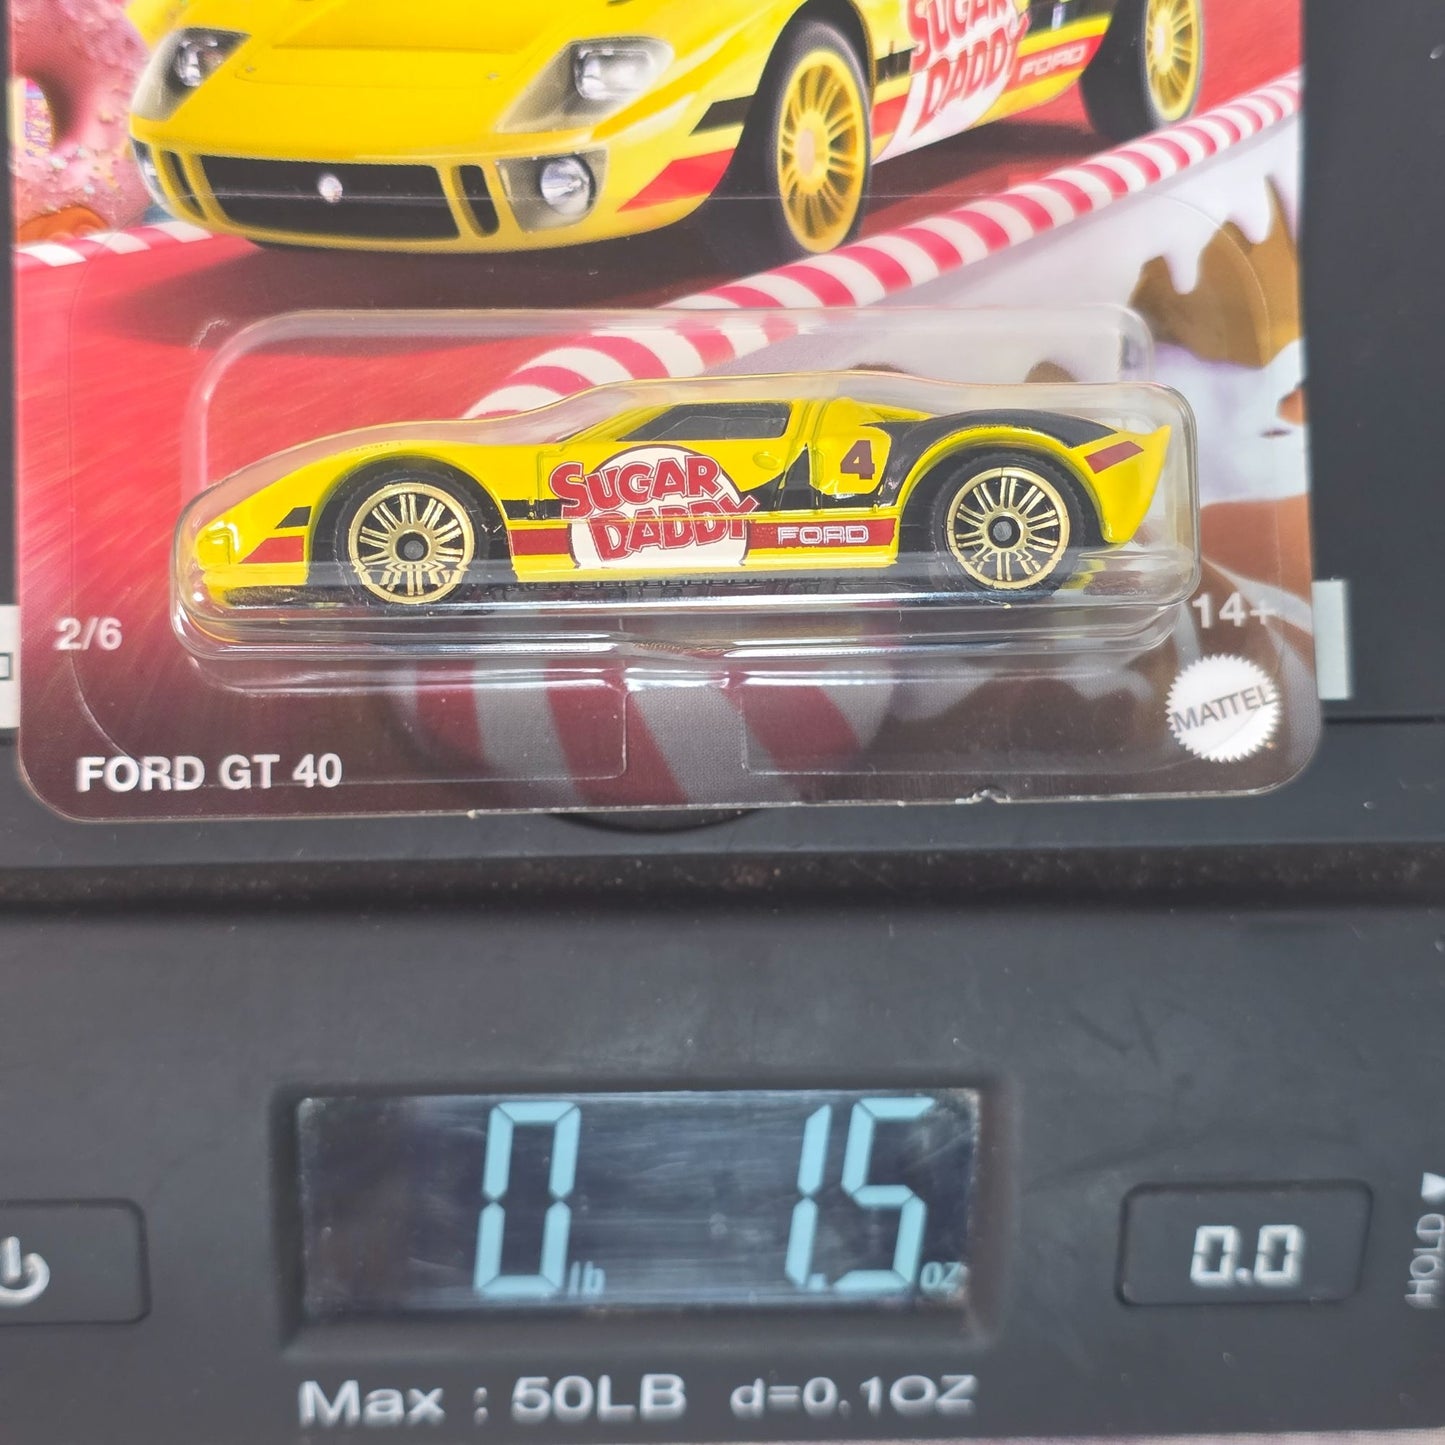 SUGAR
DADDY
FORD
SUGAR
DADDY
4
FORD
2/6
14+
MATTEL
FORD GT 40
0 lb 1.5 oz
0.0
HOLD
Max : 50LB d=0.1OZ